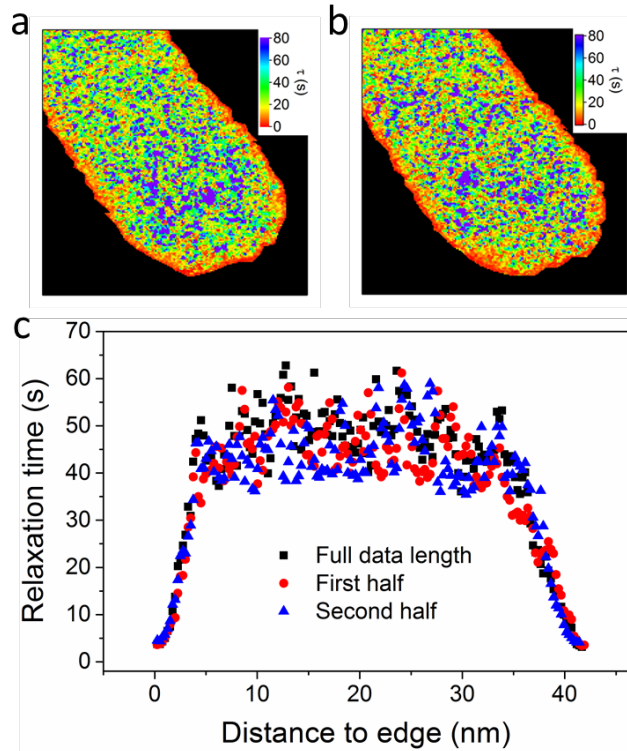 a
80
60
40
20
0
τ (s)
b
80
60
40
20
0
τ (s)
c
70
60
50
40
30
20
10
0
Relaxation time (s)
Full data length
First half
Second half
0 10 20 30 40
Distance to edge (nm)